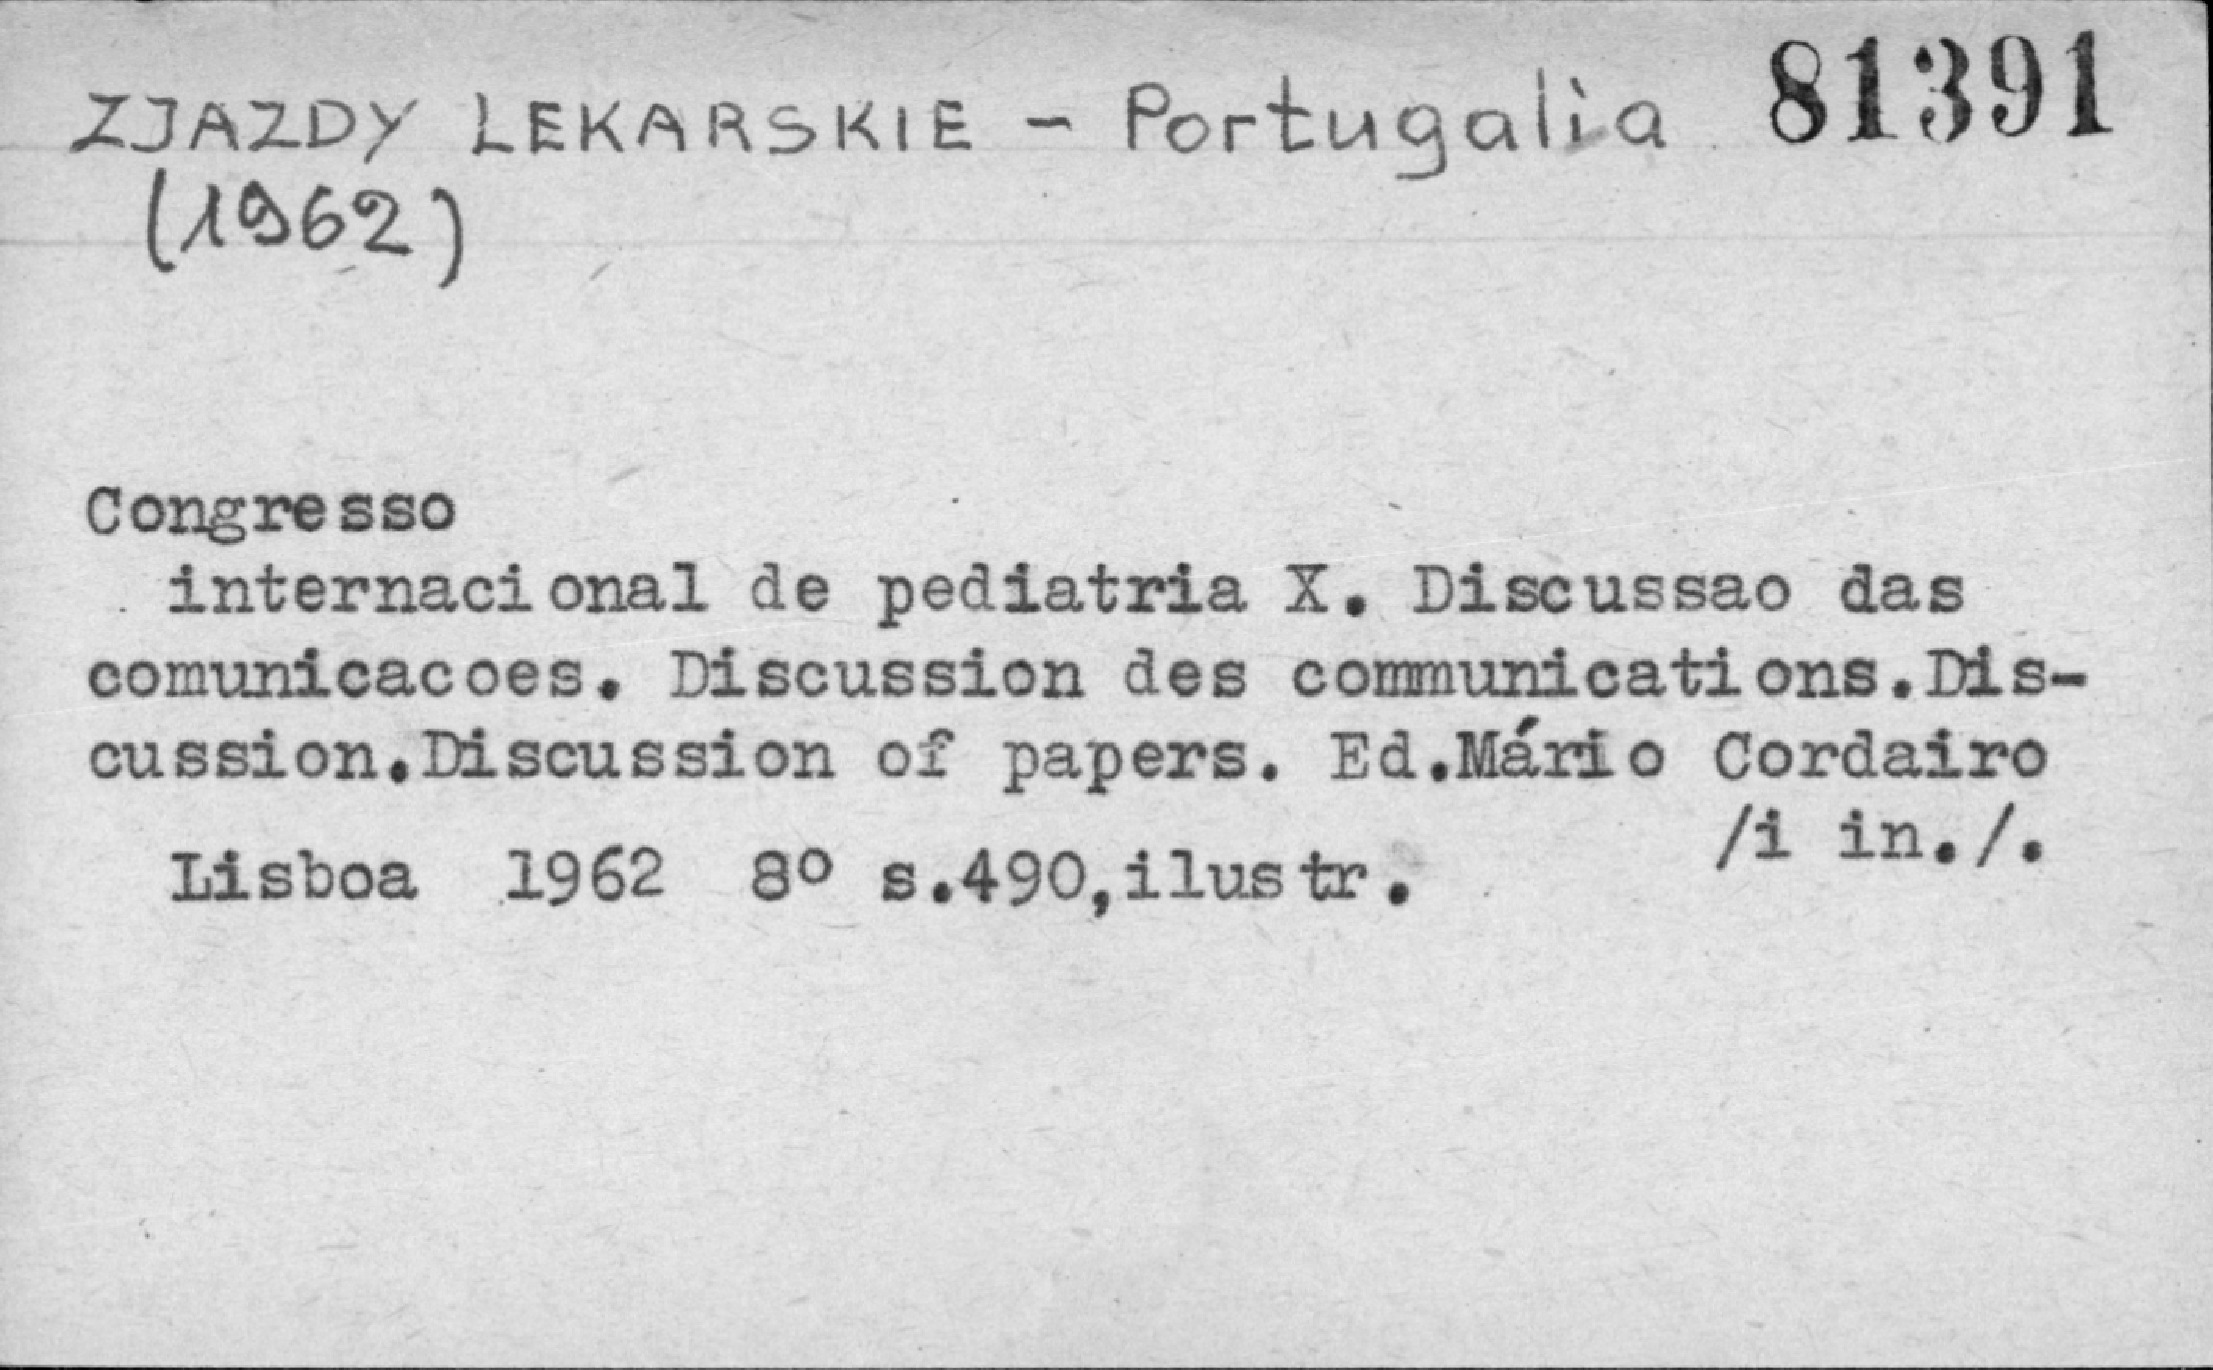 ZJAZDY LEKARSKIE - Portugalia 81391
(1962)
Congresso
internacional de pediatria X. Discussao das
comunicacoes. Discussion des communications.Dis-
cussion.Discussion of papers. Ed.Mário Cordairo
/i in./.
Lisboa 1962 8º s.490,ilustr.